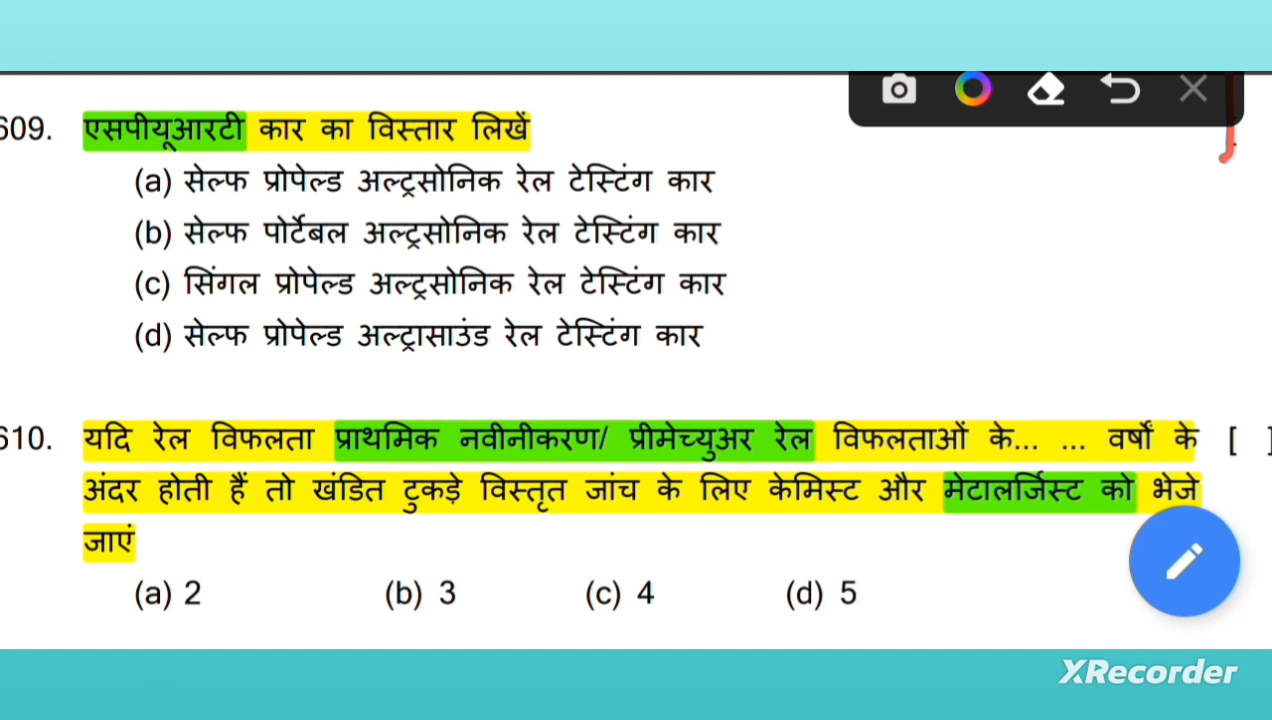 609. एसपीयूआरटी कार का विस्तार लिखें
(a) सेल्फ प्रोपेल्ड अल्ट्रसोनिक रेल टेस्टिंग कार
(b) सेल्फ पोर्टेबल अल्ट्रसोनिक रेल टेस्टिंग कार
(c) सिंगल प्रोपेल्ड अल्ट्रसोनिक रेल टेस्टिंग कार
(d) सेल्फ प्रोपेल्ड अल्ट्रासाउंड रेल टेस्टिंग कार
610. यदि रेल विफलता प्राथमिक नवीनीकरण/ प्रीमेच्युअर रेल विफलताओं के... ... वर्षों के [ ]
अंदर होती हैं तो खंडित टुकड़े विस्तृत जांच के लिए केमिस्ट और मेटालर्जिस्ट को भेजे
जाएं
(a) 2 (b) 3 (c) 4 (d) 5
XRecorder